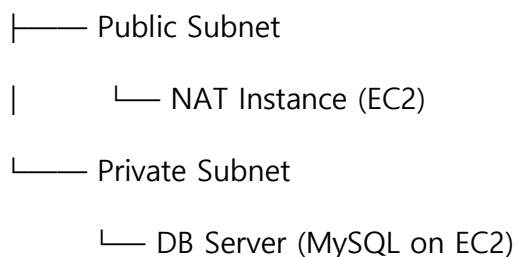 ├─── Public Subnet
│ └── NAT Instance (EC2)
└─── Private Subnet
└── DB Server (MySQL on EC2)